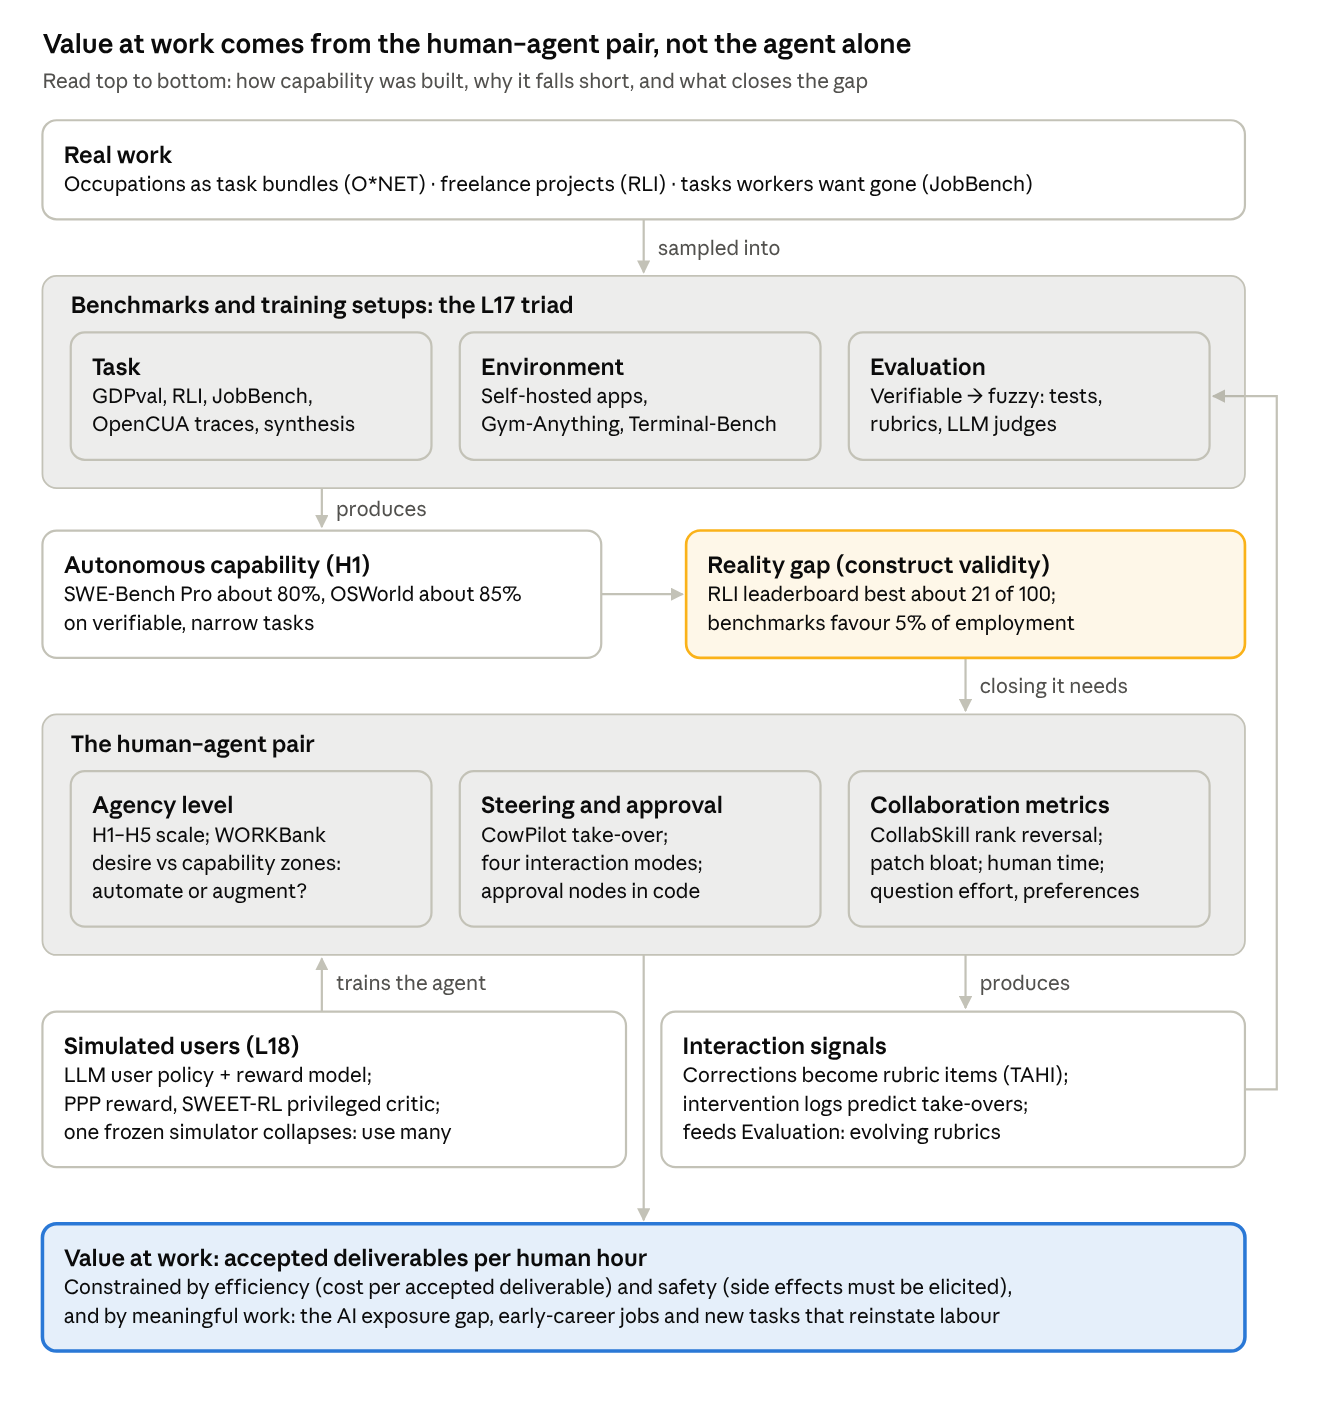 Value at work comes from the human-agent pair, not the agent alone
Read top to bottom: how capability was built, why it falls short, and what closes the gap
Real work
Occupations as task bundles (O*NET) · freelance projects (RLI) · tasks workers want gone (JobBench)
sampled into
Benchmarks and training setups: the L17 triad
Task
GDPval, RLI, JobBench,
OpenCUA traces, synthesis
Environment
Self-hosted apps,
Gym-Anything, Terminal-Bench
Evaluation
Verifiable → fuzzy: tests,
rubrics, LLM judges
produces
Autonomous capability (H1)
SWE-Bench Pro about 80%, OSWorld about 85%
on verifiable, narrow tasks
Reality gap (construct validity)
RLI leaderboard best about 21 of 100;
benchmarks favour 5% of employment
closing it needs
The human-agent pair
Agency level
H1–H5 scale; WORKBank
desire vs capability zones:
automate or augment?
Steering and approval
CowPilot take-over;
four interaction modes;
approval nodes in code
Collaboration metrics
CollabSkill rank reversal;
patch bloat; human time;
question effort, preferences
trains the agent
produces
Simulated users (L18)
LLM user policy + reward model;
PPP reward, SWEET-RL privileged critic;
one frozen simulator collapses: use many
Interaction signals
Corrections become rubric items (TAHI);
intervention logs predict take-overs;
feeds Evaluation: evolving rubrics
Value at work: accepted deliverables per human hour
Constrained by efficiency (cost per accepted deliverable) and safety (side effects must be elicited),
and by meaningful work: the AI exposure gap, early-career jobs and new tasks that reinstate labour